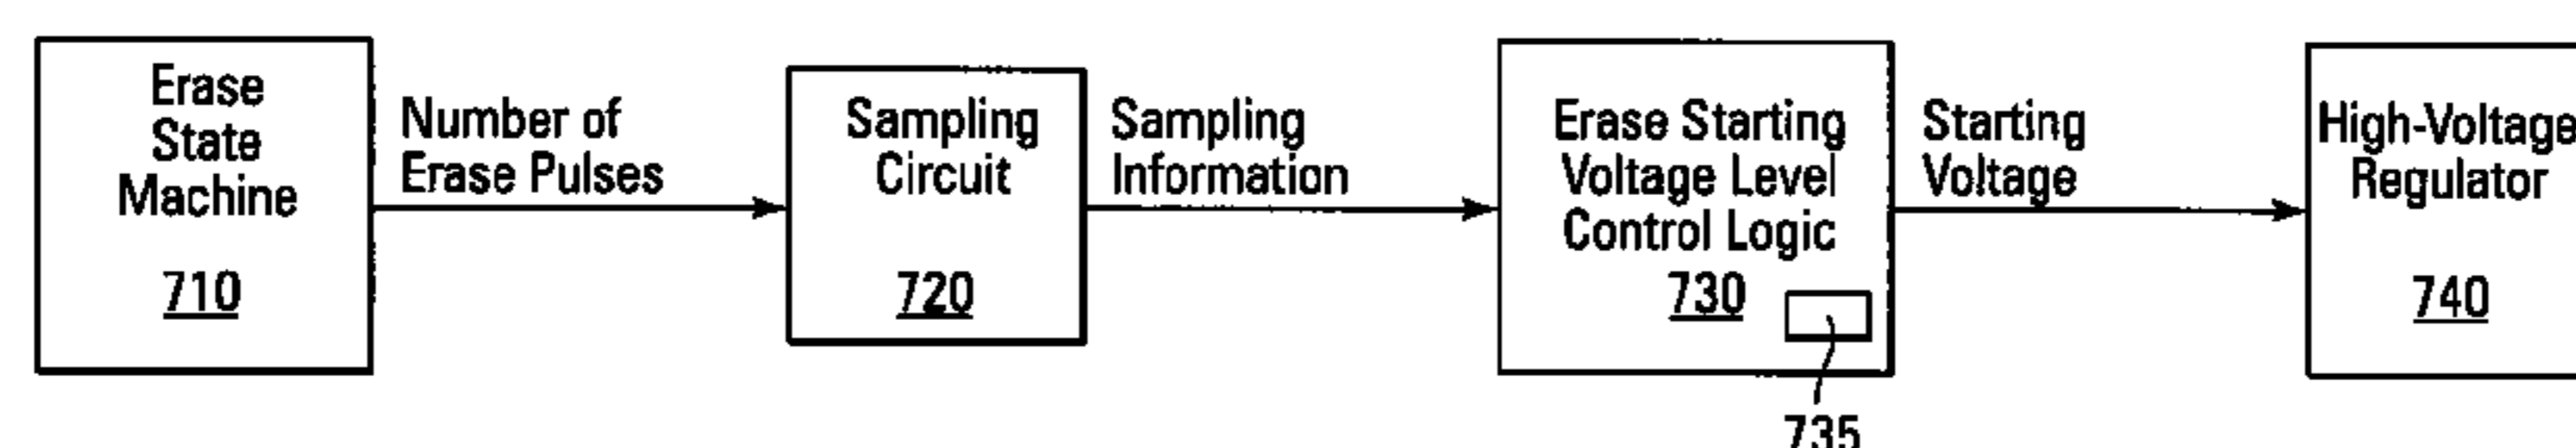 Erase
State
Machine
710
Number of
Erase Pulses
Sampling
Circuit
720
Sampling
Information
Erase Starting
Voltage Level
Control Logic
730
735
Starting
Voltage
High-Voltage
Regulator
740